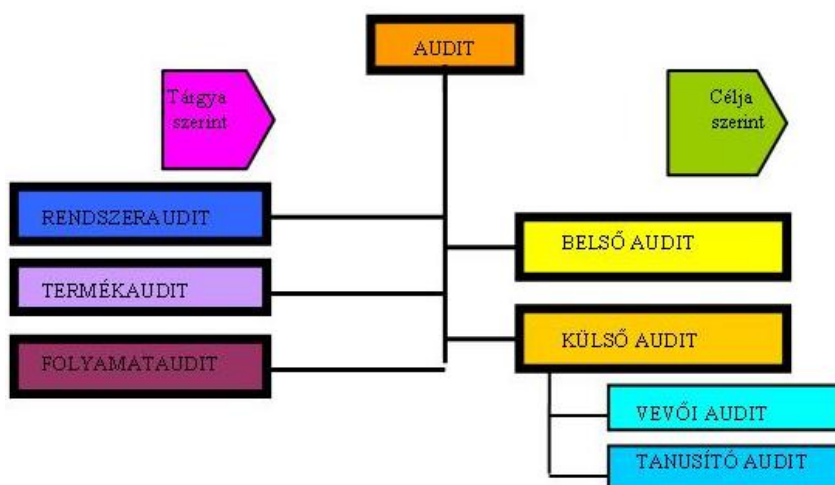 AUDIT
Tárgya
szerint
Célja
szerint
RENDSZERAUDIT
TERMÉKAUDIT
FOLYAMATAUDIT
BELSŐ AUDIT
KÜLSŐ AUDIT
VEVŐI AUDIT
TANUSÍTÓ AUDIT